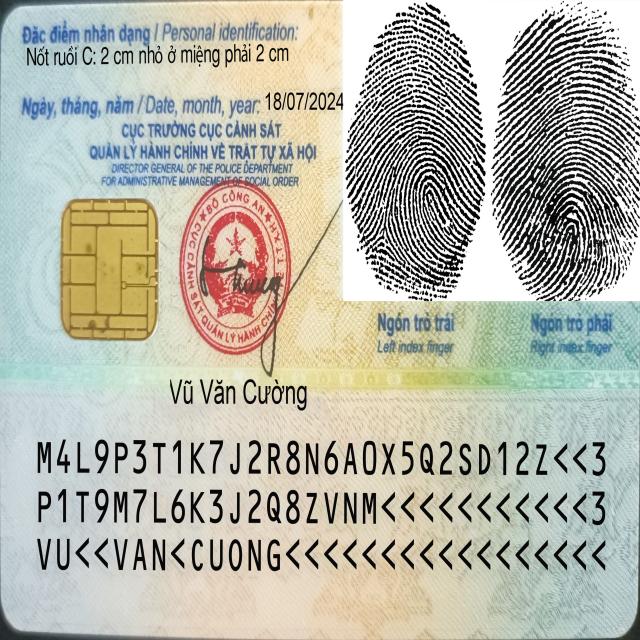 Đặc điểm nhân dạng / Personal identification:
Nốt ruồi C: 2 cm nhỏ ở miệng phải 2 cm
Ngày, tháng, năm / Date, month, year: 18/07/2024
CỤC TRƯỞNG CỤC CẢNH SÁT
QUẢN LÝ HÀNH CHÍNH VỀ TRẬT TỰ XÃ HỘI
DIRECTOR GENERAL OF THE POLICE DEPARTMENT
FOR ADMINISTRATIVE MANAGEMENT OF SOCIAL ORDER
BỘ CÔNG AN
CỤC CẢNH SÁT QUẢN LÝ HÀNH CHÍNH
Ngón trỏ trái
Left index finger
Ngón trỏ phải
Right index finger
Vũ Văn Cường
M4L9P3T1K7J2R8N6AOX5Q2SD12Z<<3
P1T9M7L6K3J2Q8ZVNM<<<<<<<<<<<3
VU<<VAN<CUONG<<<<<<<<<<<<<<<<<